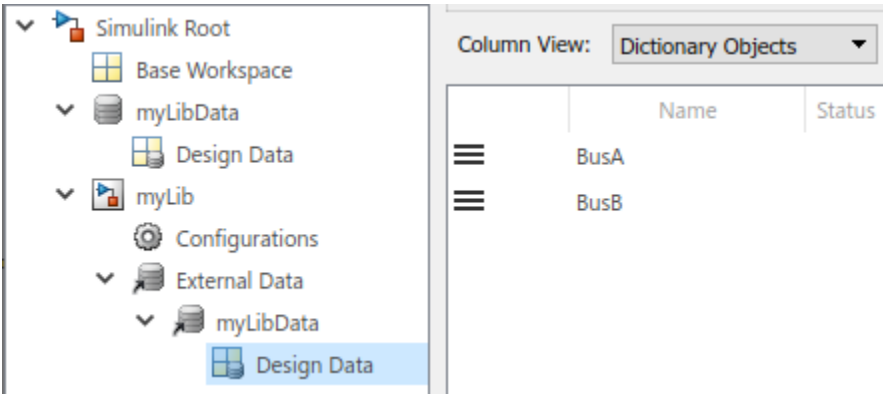 Simulink Root
Base Workspace
myLibData
Design Data
myLib
Configurations
External Data
myLibData
Design Data
Column View: Dictionary Objects
Name Status
BusA
BusB